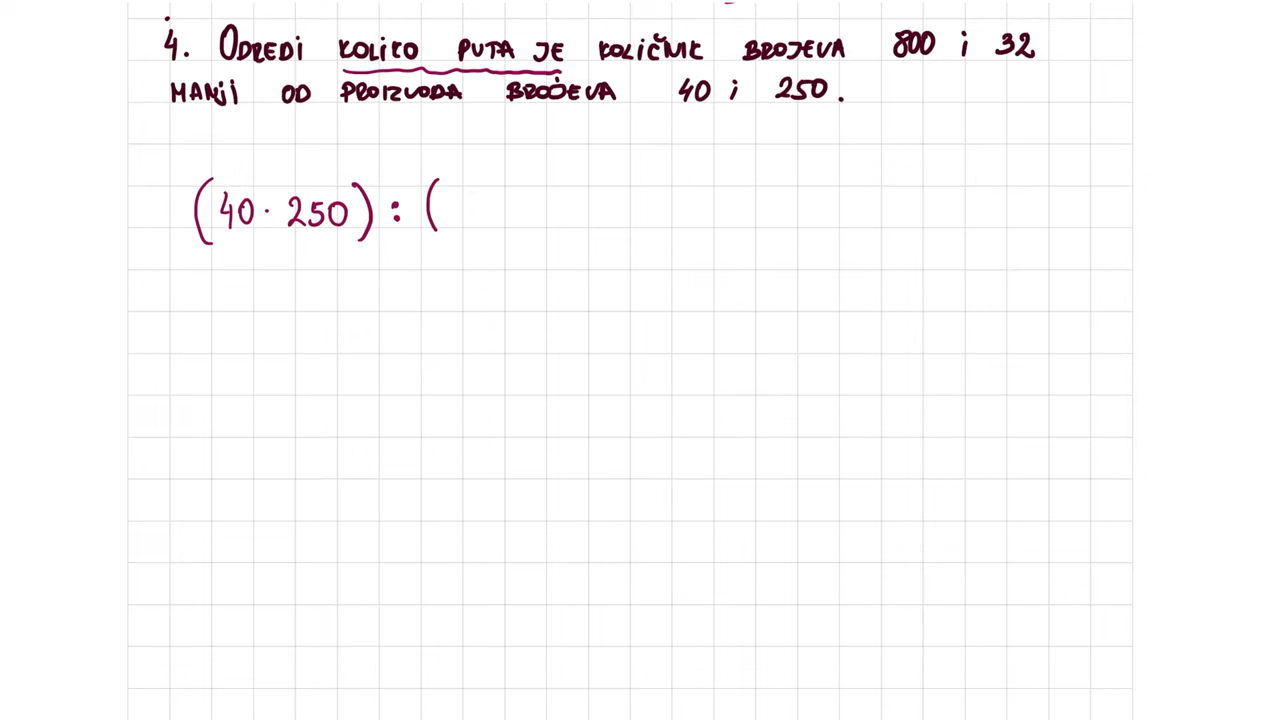 4. ODREDI KOLIKO PUTA JE KOLIČNIK BROJEVA 800 i 32
MANJI OD PROIZVODA BROJEVA 40 i 250.
(40 · 250) : (